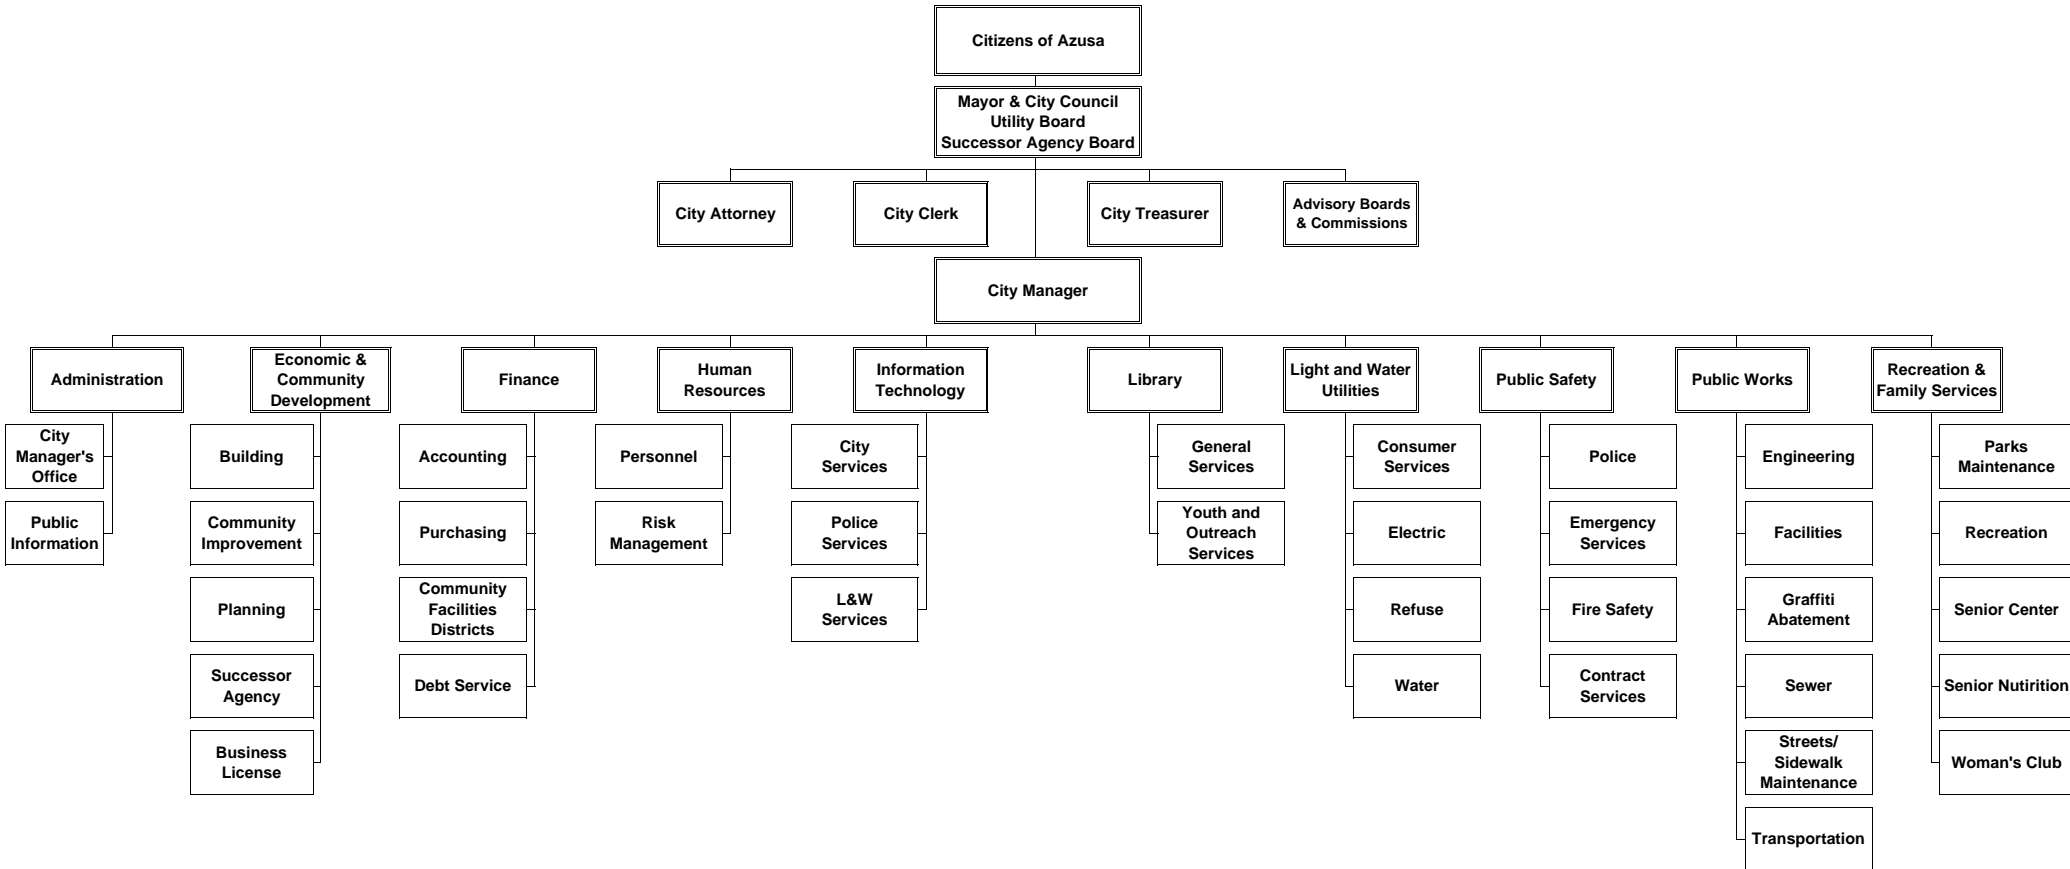 Citizens of Azusa
Mayor & City Council
Utility Board
Successor Agency Board
City Attorney
City Clerk
City Treasurer
Advisory Boards
& Commissions
City Manager
Administration
Economic &
Community
Development
Finance
Human
Resources
Information
Technology
Library
Light and Water
Utilities
Public Safety
Public Works
Recreation &
Family Services
City
Manager's
Office
Public
Information
Building
Community
Improvement
Planning
Successor
Agency
Business
License
Accounting
Purchasing
Community
Facilities
Districts
Debt Service
Personnel
Risk
Management
City
Services
Police
Services
L&W
Services
General
Services
Youth and
Outreach
Services
Consumer
Services
Electric
Refuse
Water
Police
Emergency
Services
Fire Safety
Contract
Services
Engineering
Facilities
Graffiti
Abatement
Sewer
Streets/
Sidewalk
Maintenance
Transportation
Parks
Maintenance
Recreation
Senior Center
Senior Nutirition
Woman's Club